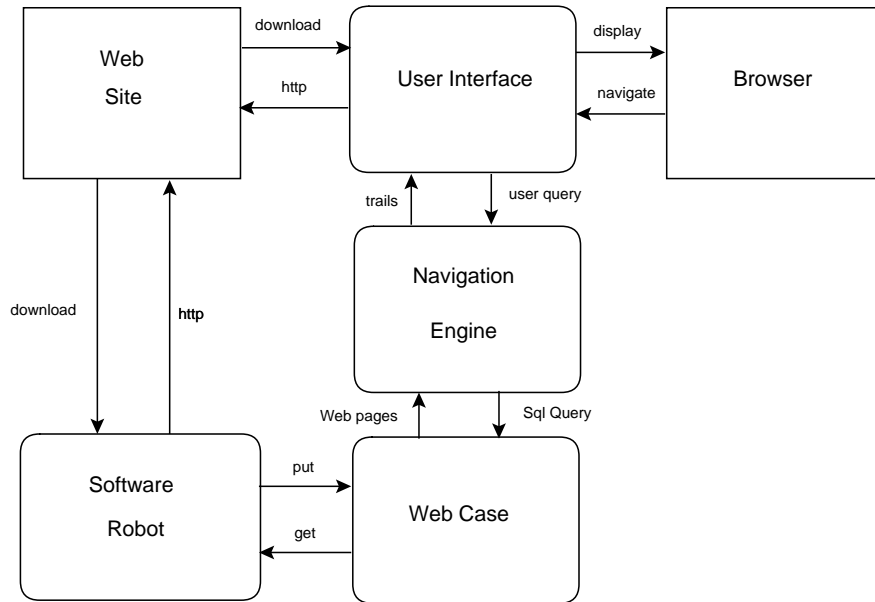 download
display
Web
Site
User Interface
Browser
http
navigate
trails
user query
Navigation
Engine
download
http
Web pages
Sql Query
Software
Robot
put
Web Case
get